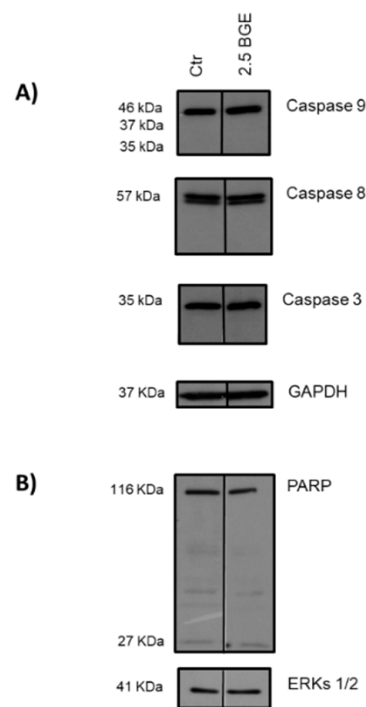 Ctr
2.5 BGE
A)
46 kDa
Caspase 9
37 kDa
35 kDa
57 kDa
Caspase 8
35 kDa
Caspase 3
37 KDa
GAPDH
B)
116 KDa
PARP
27 KDa
41 KDa
ERKs 1/2